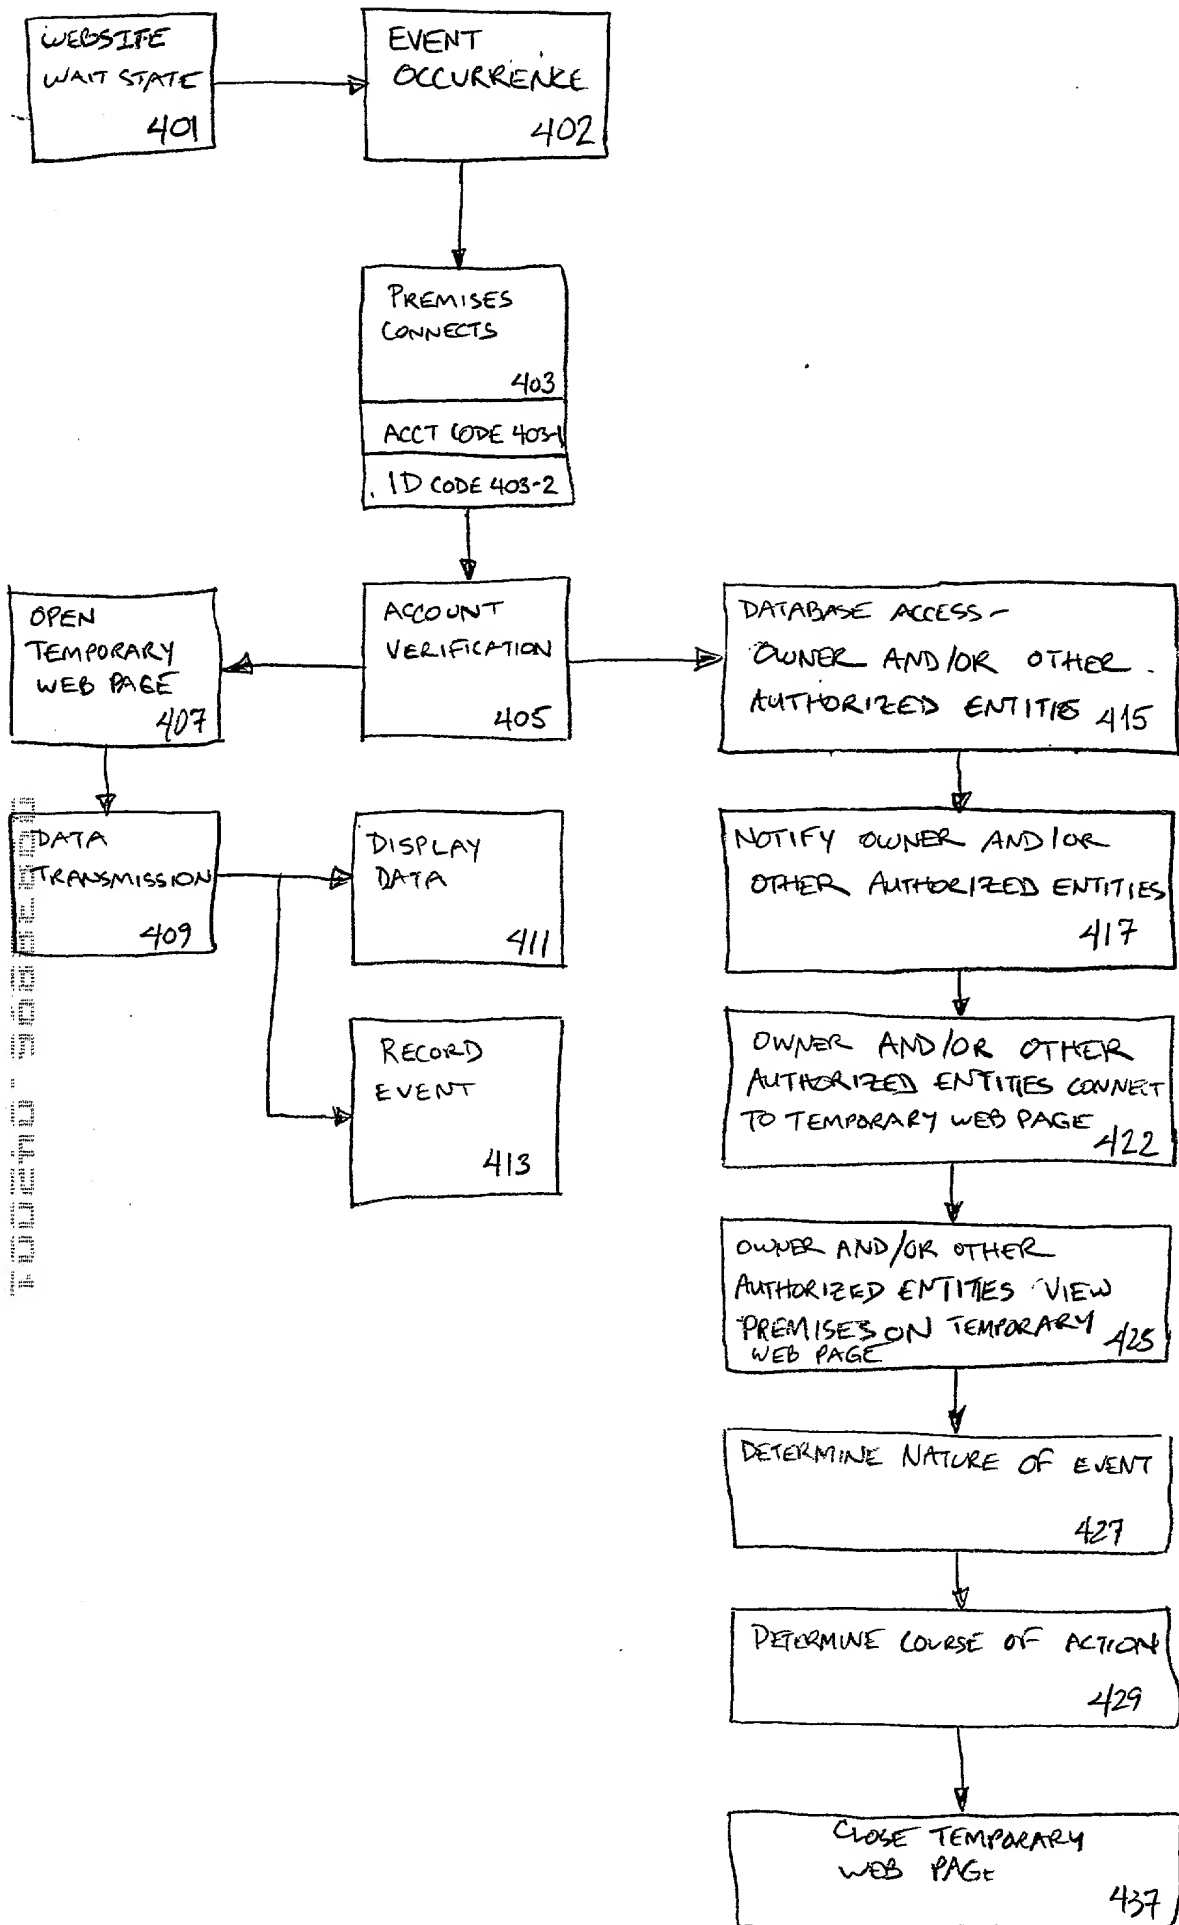 WEBSITE
WAIT STATE
401
EVENT
OCCURRENCE
402
PREMISES
CONNECTS
403
ACCT CODE 403-1
ID CODE 403-2
OPEN
TEMPORARY
WEB PAGE
407
ACCOUNT
VERIFICATION
405
DATABASE ACCESS-
OWNER AND/OR OTHER
AUTHORIZED ENTITIES 415
DATA
TRANSMISSION
409
DISPLAY
DATA
411
NOTIFY OWNER AND/OR
OTHER AUTHORIZED ENTITIES
417
RECORD
EVENT
413
OWNER AND/OR OTHER
AUTHORIZED ENTITIES CONNECT
TO TEMPORARY WEB PAGE
422
OWNER AND/OR OTHER
AUTHORIZED ENTITIES VIEW
PREMISES ON TEMPORARY
WEB PAGE
425
DETERMINE NATURE OF EVENT
427
DETERMINE COURSE OF ACTION
429
CLOSE TEMPORARY
WEB PAGE
437